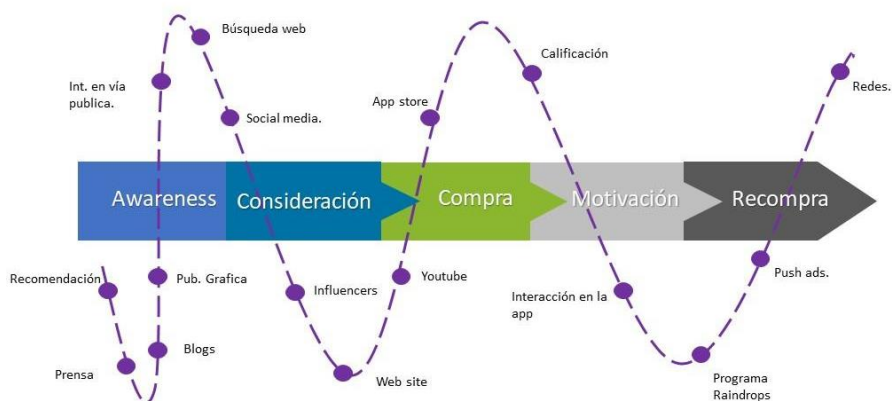 Búsqueda web
Int. en vía
publica.
Social media.
App store
Calificación
Redes.
Awareness
Consideración
Compra
Motivación
Recompra
Recomendación
Pub. Grafica
Prensa
Blogs
Influencers
Web site
Youtube
Interacción en la
app
Push ads.
Programa
Raindrops